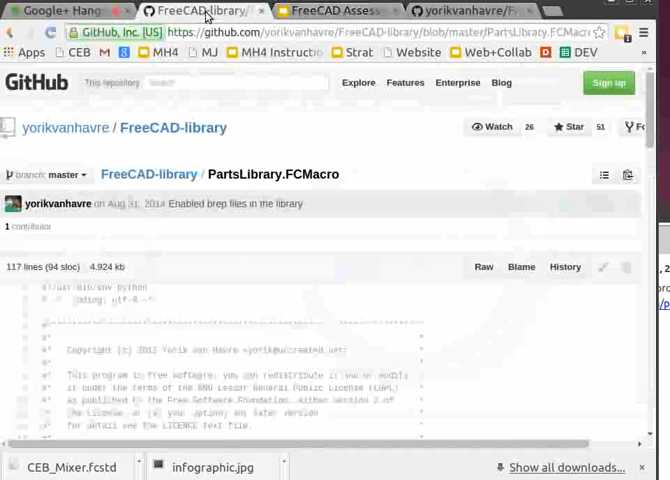 Google+ Hang
FreeCAD-library/
FreeCAD Assess
yorikvanhavre/F
GitHub, Inc. [US] https://github.com/yorikvanhavre/FreeCAD-library/blob/master/PartsLibrary.FCMacro
Apps CEB MH4 MJ MH4 Instructi Strat Website Web+Collab DEV »
GitHub This repository Search Explore Features Enterprise Blog Sign up
yorikvanhavre / FreeCAD-library Watch 26 Star 51 Fo
branch: master FreeCAD-library / PartsLibrary.FCMacro
yorikvanhavre on Aug 31, 2014 Enabled brep files in the library
1 contributor
117 lines (94 sloc) 4.924 kb Raw Blame History
#!/usr/bin/env python
#* Copyright (c) 2012 Yorik van Havre <yorik@uncreated.net>
#* This program is free software; you can redistribute it and/or modify
#* it under the terms of the GNU Lesser General Public License (LGPL)
#* as published by the Free Software Foundation; either version 2 of
#* the License, or (at your option) any later version
#* for detail see the LICENCE text file.
CEB_Mixer.fcstd infographic.jpg Show all downloads...